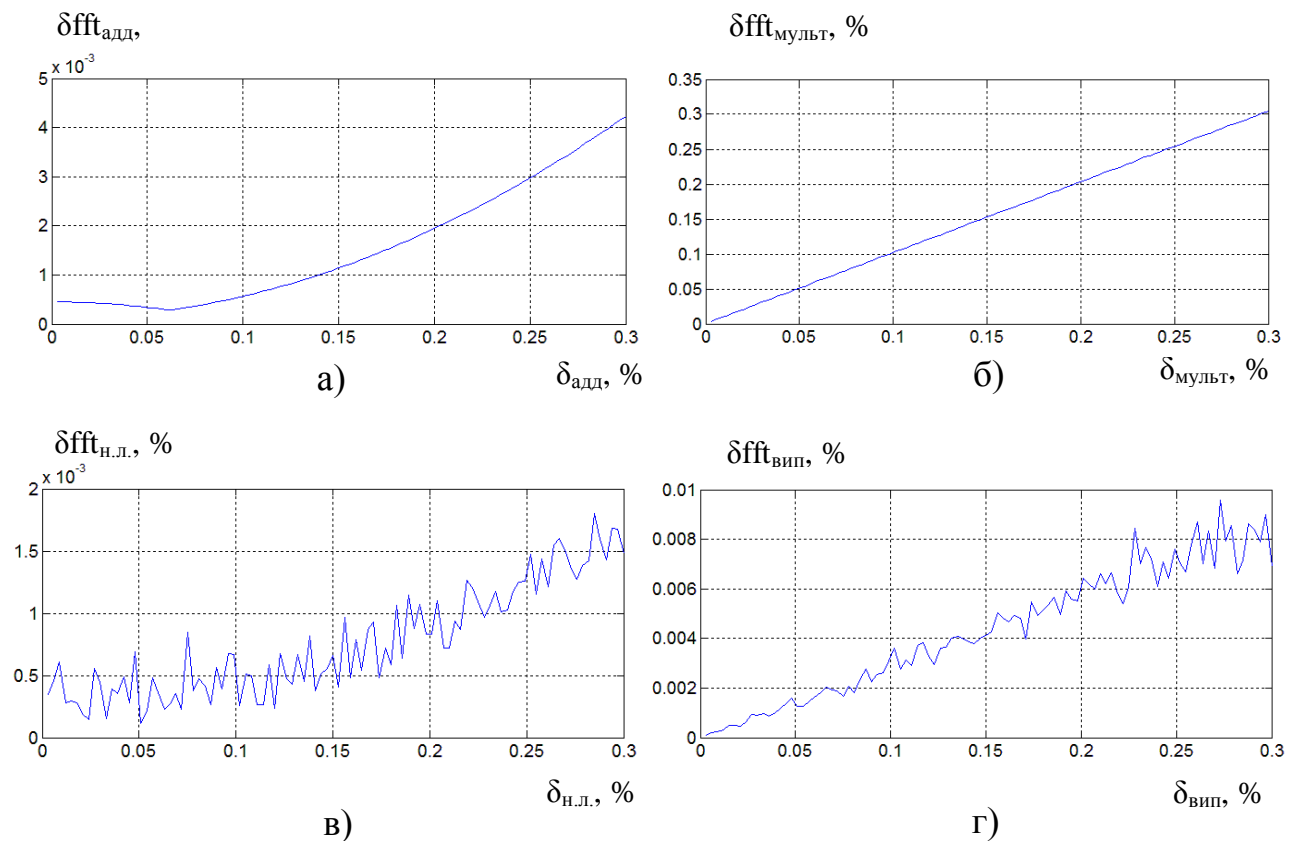 δfftадд,
x 10⁻³
5
4
3
2
1
0
0 0.05 0.1 0.15 0.2 0.25 0.3
δадд, %
а)
δfftмульт, %
0.35
0.3
0.25
0.2
0.15
0.1
0.05
0
0 0.05 0.1 0.15 0.2 0.25 0.3
δмульт, %
б)
δfftн.л., %
x 10⁻³
2
1.5
1
0.5
0
0 0.05 0.1 0.15 0.2 0.25 0.3
δн.л., %
в)
δfftвип, %
0.01
0.008
0.006
0.004
0.002
0
0 0.05 0.1 0.15 0.2 0.25 0.3
δвип, %
г)